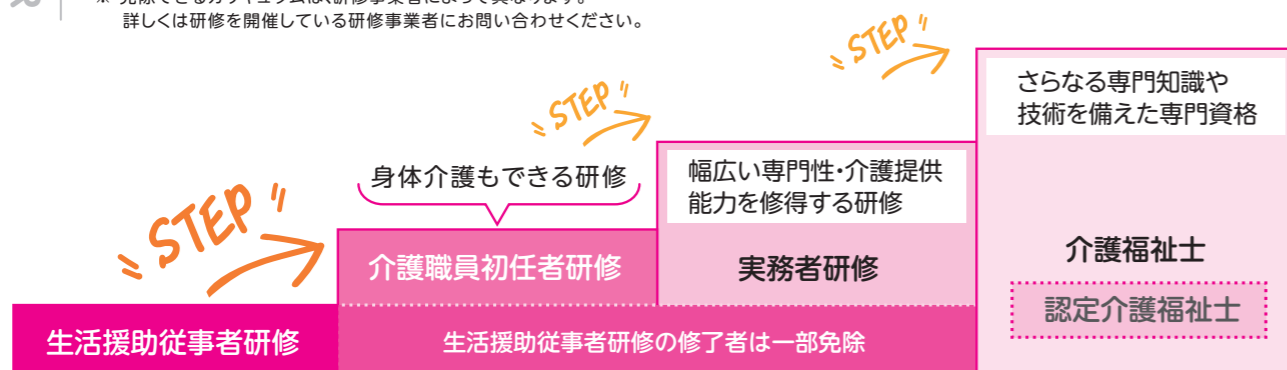 詳しくは研修を開催している研修事業者にお問い合わせください。
STEP
STEP
STEP
さらなる専門知識や
技術を備えた専門資格
幅広い専門性・介護提供
能力を修得する研修
身体介護もできる研修
介護福祉士
認定介護福祉士
実務者研修
介護職員初任者研修
生活援助従事者研修
生活援助従事者研修の修了者は一部免除